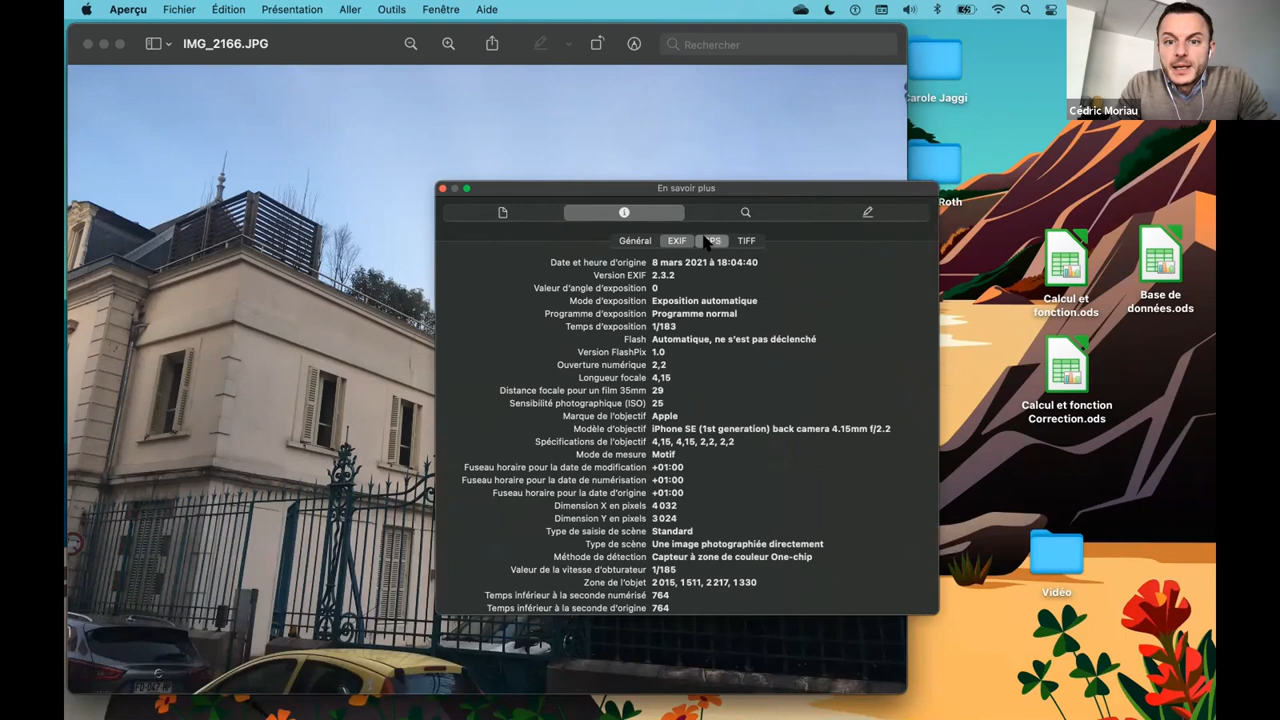 Aperçu Fichier Édition Présentation Aller Outils Fenêtre Aide
IMG_2166.JPG
Rechercher
Carole Jaggi
Cédric Moriau
Roth
En savoir plus
Général EXIF GPS TIFF
Date et heure d'origine 8 mars 2021 à 18:04:40
Version EXIF 2.3.2
Valeur d'angle d'exposition 0
Mode d'exposition Exposition automatique
Programme d'exposition Programme normal
Temps d'exposition 1/183
Flash Automatique, ne s'est pas déclenché
Version FlashPix 1.0
Ouverture numérique 2,2
Longueur focale 4,15
Distance focale pour un film 35mm 29
Sensibilité photographique (ISO) 25
Marque de l'objectif Apple
Modèle d'objectif iPhone SE (1st generation) back camera 4.15mm f/2.2
Spécifications de l'objectif 4,15, 4,15, 2,2, 2,2
Mode de mesure Motif
Fuseau horaire pour la date de modification +01:00
Fuseau horaire pour la date de numérisation +01:00
Fuseau horaire pour la date d'origine +01:00
Dimension X en pixels 4 032
Dimension Y en pixels 3 024
Type de saisie de scène Standard
Type de scène Une image photographiée directement
Méthode de détection Capteur à zone de couleur One-chip
Valeur de la vitesse d'obturateur 1/185
Zone de l'objet 2 015, 1 511, 2 217, 1 330
Temps inférieur à la seconde numérisé 764
Temps inférieur à la seconde d'origine 764
Calcul et
fonction.ods
Base de
données.ods
Calcul et fonction
Correction.ods
Vidéo